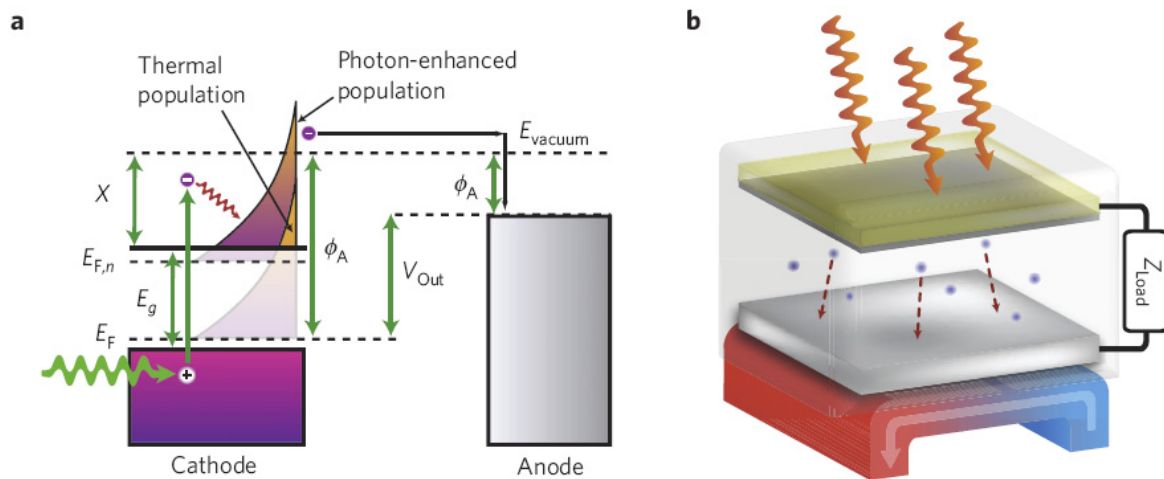 a
Thermal
population
Photon-enhanced
population
E_vacuum
X
ϕ_A
E_F,n
ϕ_A
V_Out
E_g
E_F
−
−
+
Cathode
Anode
b
Z_Load